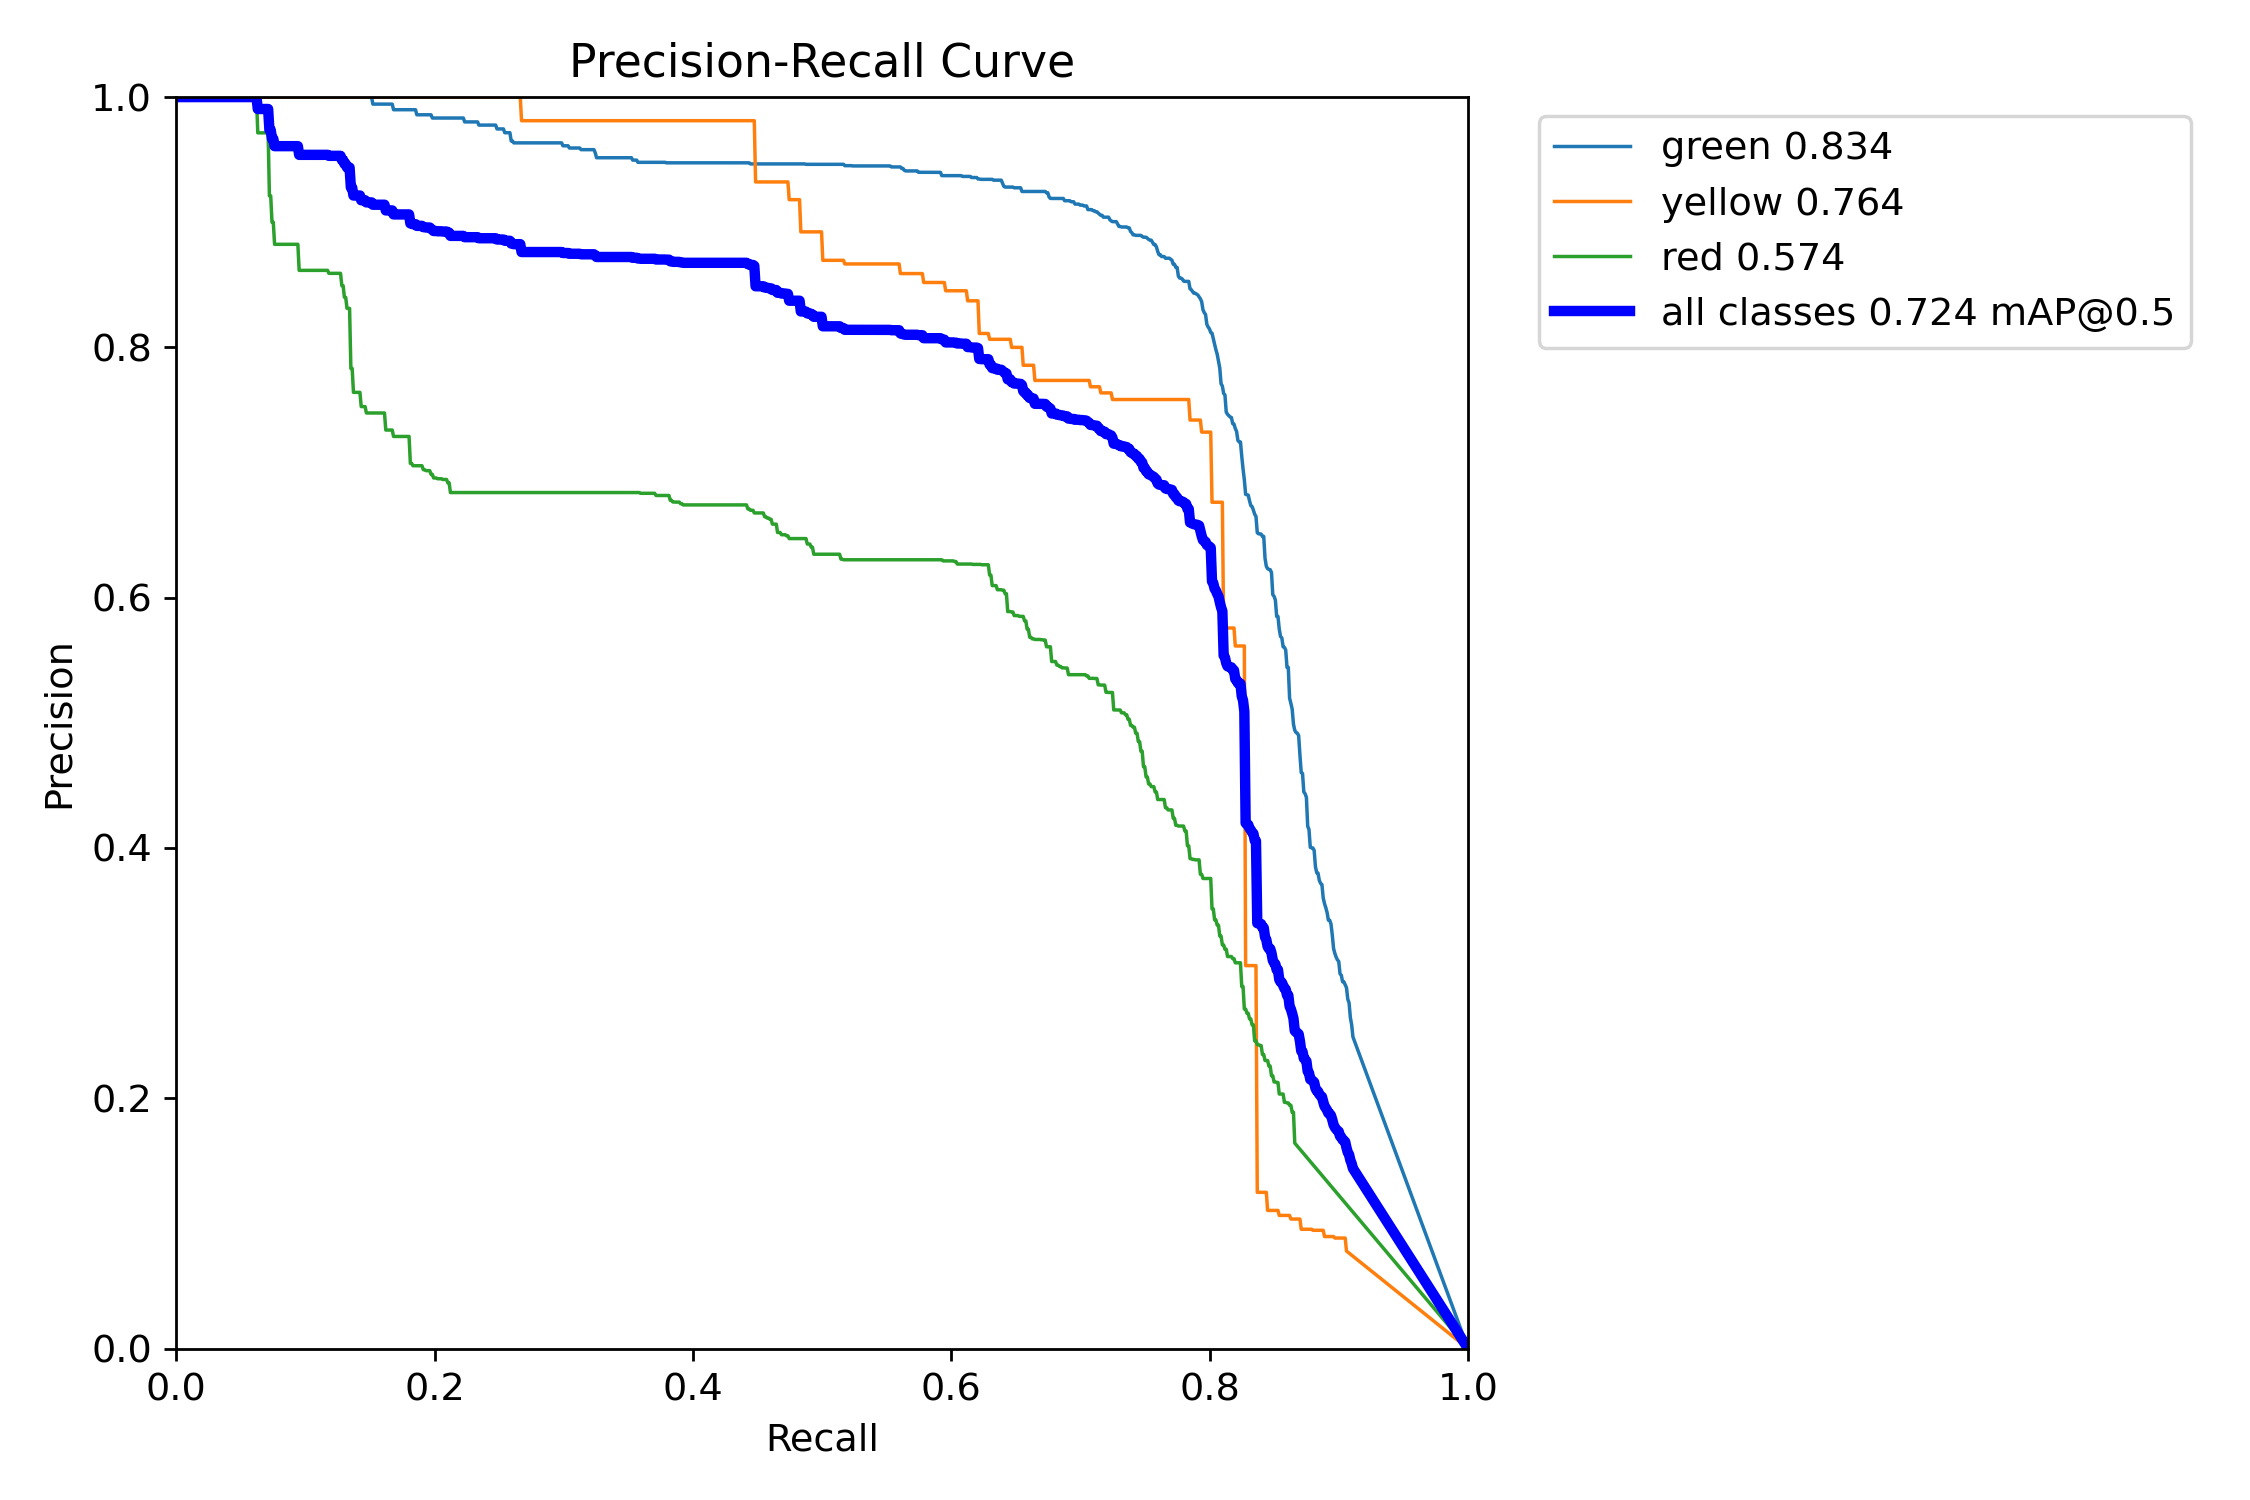 Precision-Recall Curve
1.0
0.8
0.6
0.4
0.2
0.0
Precision
0.0 0.2 0.4 0.6 0.8 1.0
Recall
green 0.834
yellow 0.764
red 0.574
all classes 0.724 mAP@0.5